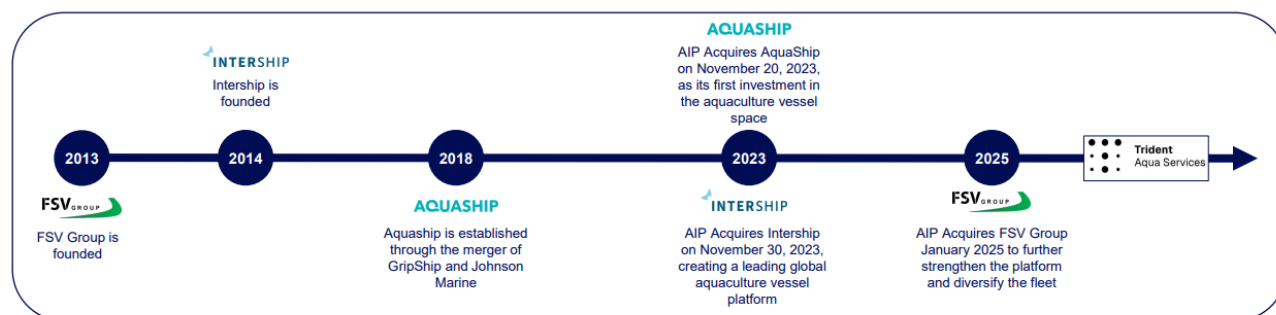 INTERSHIP
Intership is
founded
AQUASHIP
AIP Acquires AquaShip
on November 20, 2023,
as its first investment in
the aquaculture vessel
space
2013
2014
2018
2023
2025
Trident
Aqua Services
FSV GROUP
FSV Group is
founded
AQUASHIP
Aquaship is established
through the merger of
GripShip and Johnson
Marine
INTERSHIP
AIP Acquires Intership
on November 30, 2023,
creating a leading global
aquaculture vessel
platform
FSV GROUP
AIP Acquires FSV Group
January 2025 to further
strengthen the platform
and diversify the fleet